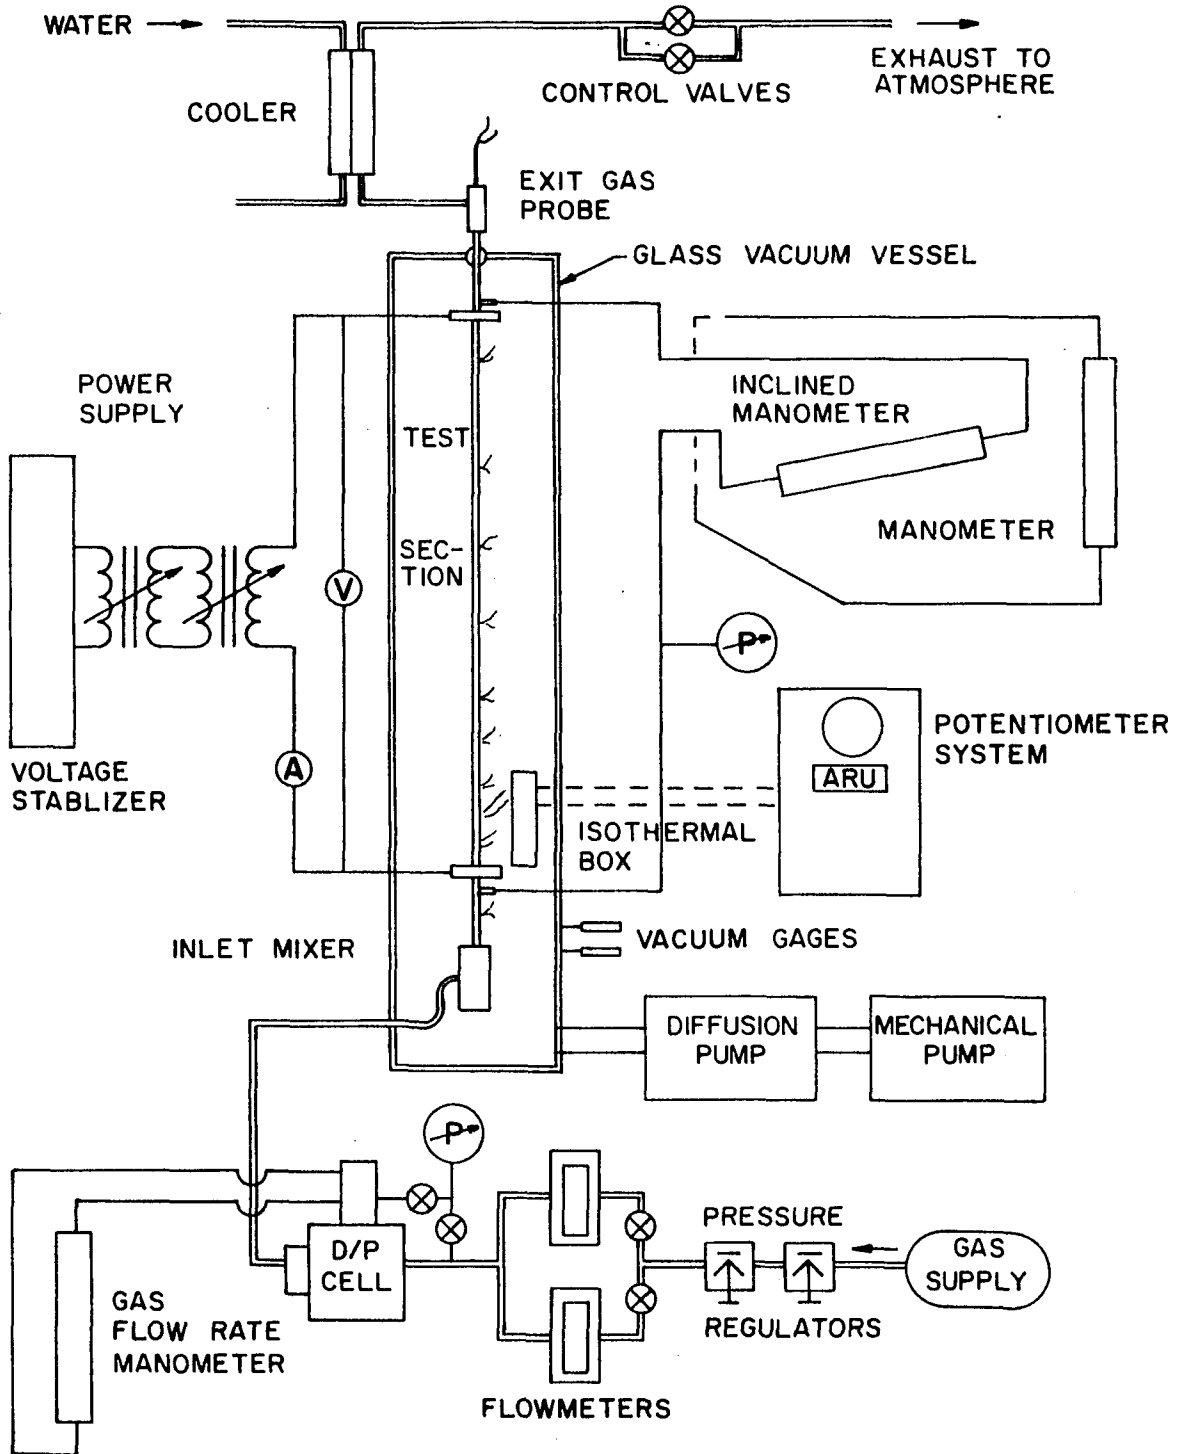 WATER
EXHAUST TO
ATMOSPHERE
CONTROL VALVES
COOLER
EXIT GAS
PROBE
GLASS VACUUM VESSEL
POWER
SUPPLY
INCLINED
MANOMETER
TEST
MANOMETER
SEC-
TION
V
P
POTENTIOMETER
SYSTEM
VOLTAGE
STABLIZER
A
ARU
ISOTHERMAL
BOX
INLET MIXER
VACUUM GAGES
DIFFUSION
PUMP
MECHANICAL
PUMP
P
PRESSURE
D/P
CELL
GAS
SUPPLY
GAS
FLOW RATE
MANOMETER
REGULATORS
FLOWMETERS